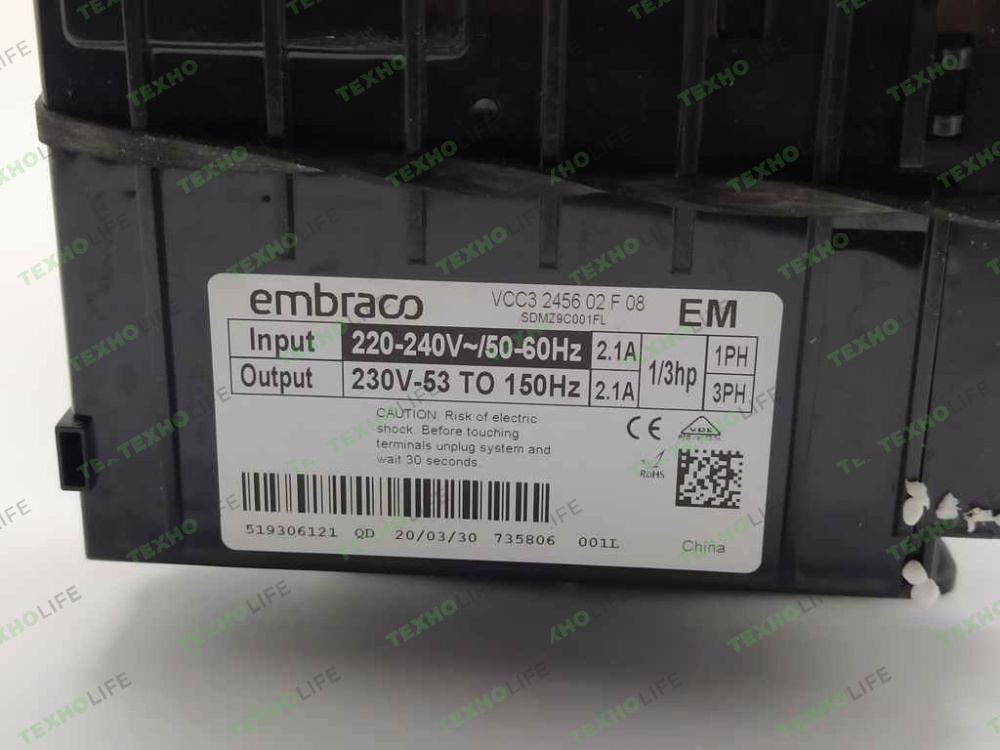 embraco VCC3 2456 02 F 08 EM
SDMZ9C001FL
Input 220-240V~/50-60Hz 2.1A 1/3hp 1PH
Output 230V-53 TO 150Hz 2.1A 3PH
CAUTION. Risk of electric
shock. Before touching
terminals unplug system and
wait 30 seconds.
CE
VDE
RoHS
519306121 QD 20/03/30 735806 001L China
ТЕХНОLIFE